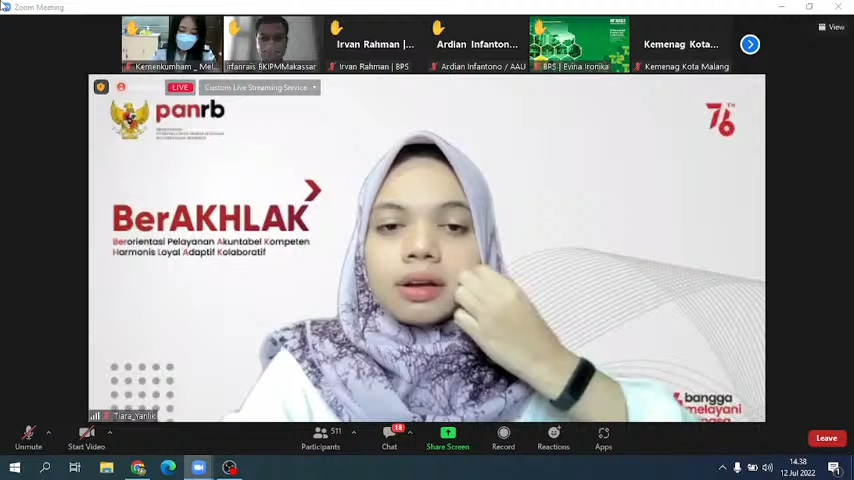 Zoom Meeting
View
Irvan Rahman |...
Ardian Infantono...
Kemenag Kota...
Kemenkumham _ Mel...
irfanrais BKIPMMakassar
Irvan Rahman | BPS
Ardian Infantono / AAU
BPS | Evina Ironika
Kemenag Kota Malang
LIVE
Custom Live Streaming Service
panrb
76TH
BerAKHLAK
Berorientasi Pelayanan Akuntabel Kompeten
Harmonis Loyal Adaptif Kolaboratif
bangga
melayani
Tiara_Yanlik
511
18
Unmute
Start Video
Participants
Chat
Share Screen
Record
Reactions
Apps
Leave
14.38
12 Jul 2022